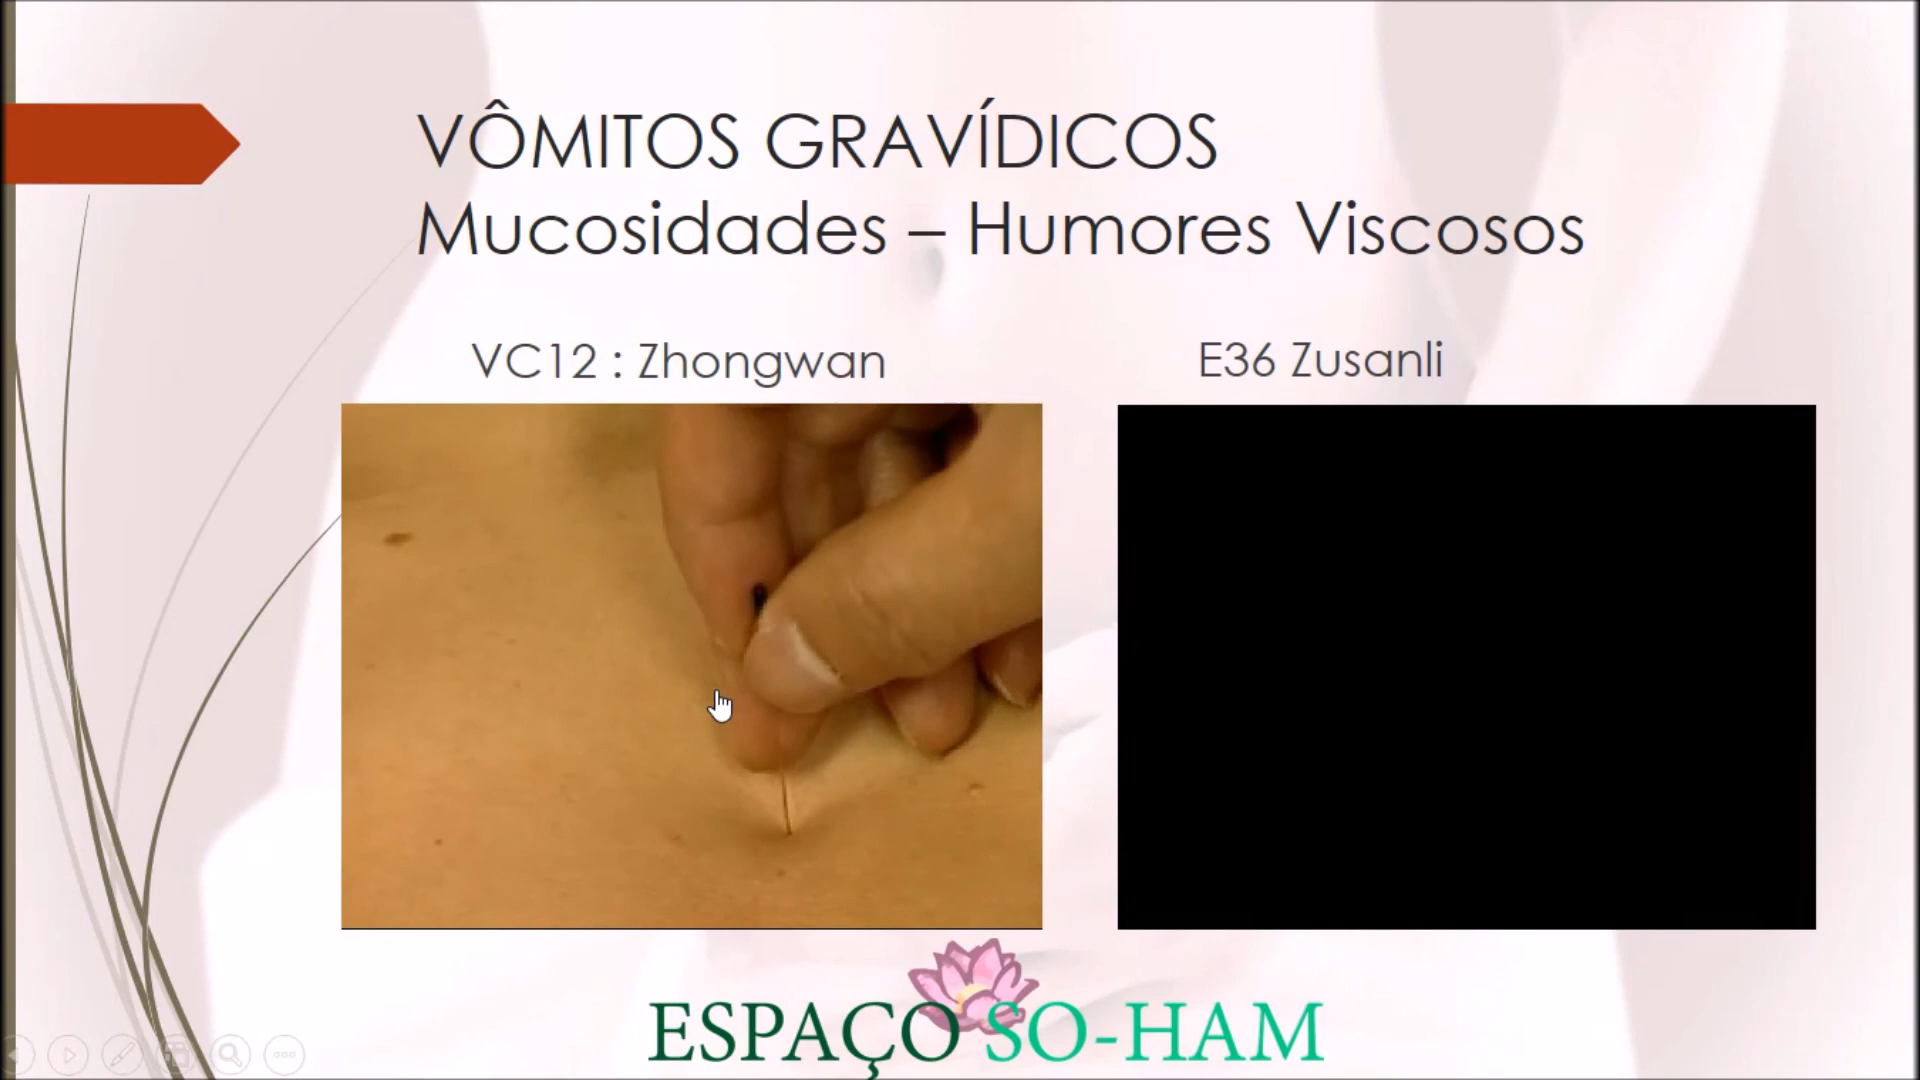 VÔMITOS GRAVÍDICOS
Mucosidades – Humores Viscosos
VC12 : Zhongwan
E36 Zusanli
ESPAÇO SO-HAM